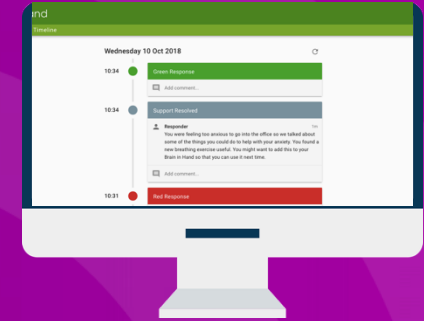 and
Timeline
Wednesday 10 Oct 2018
10:34
Green Response
Add comment...
10:34
Support Resolved
Responder
You were feeling too anxious to go into the office so we talked about
some of the things you could do to help with your anxiety. You found a
new breathing exercise useful. You might want to add this to your
Brain in Hand so that you can use it next time.
Add comment...
10:31
Red Response